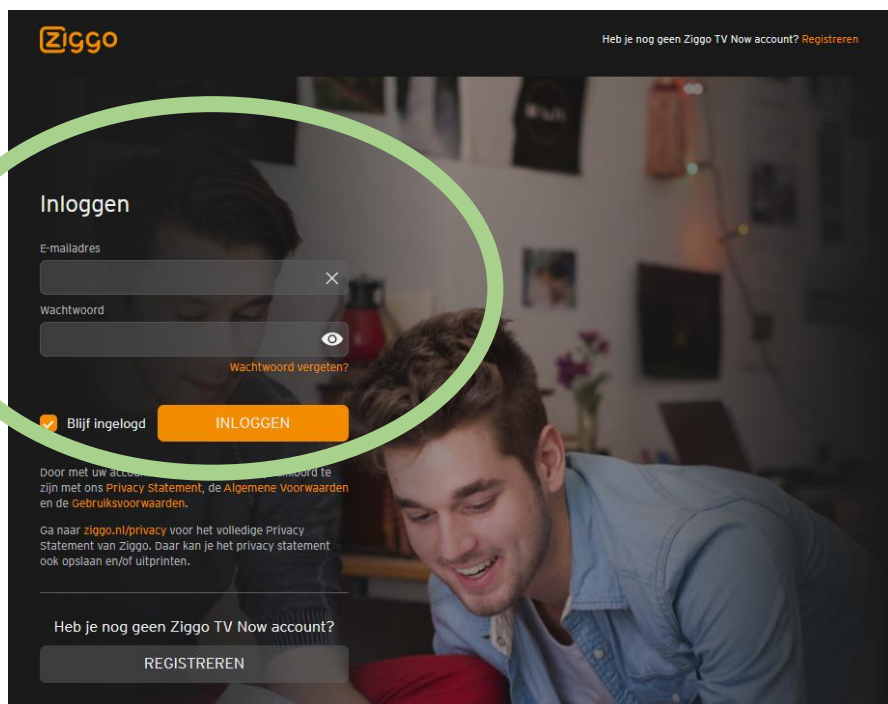 Ziggo
Heb je nog geen Ziggo TV Now account? Registreren
Inloggen
E-mailadres
Wachtwoord
Wachtwoord vergeten?
Blijf ingelogd
INLOGGEN
Door met uw account
zijn met ons Privacy Statement, de Algemene Voorwaarden
en de Gebruiksvoorwaarden.
Ga naar ziggo.nl/privacy voor het volledige Privacy
Statement van Ziggo. Daar kan je het privacy statement
ook opslaan en/of uitprinten.
Heb je nog geen Ziggo TV Now account?
REGISTREREN